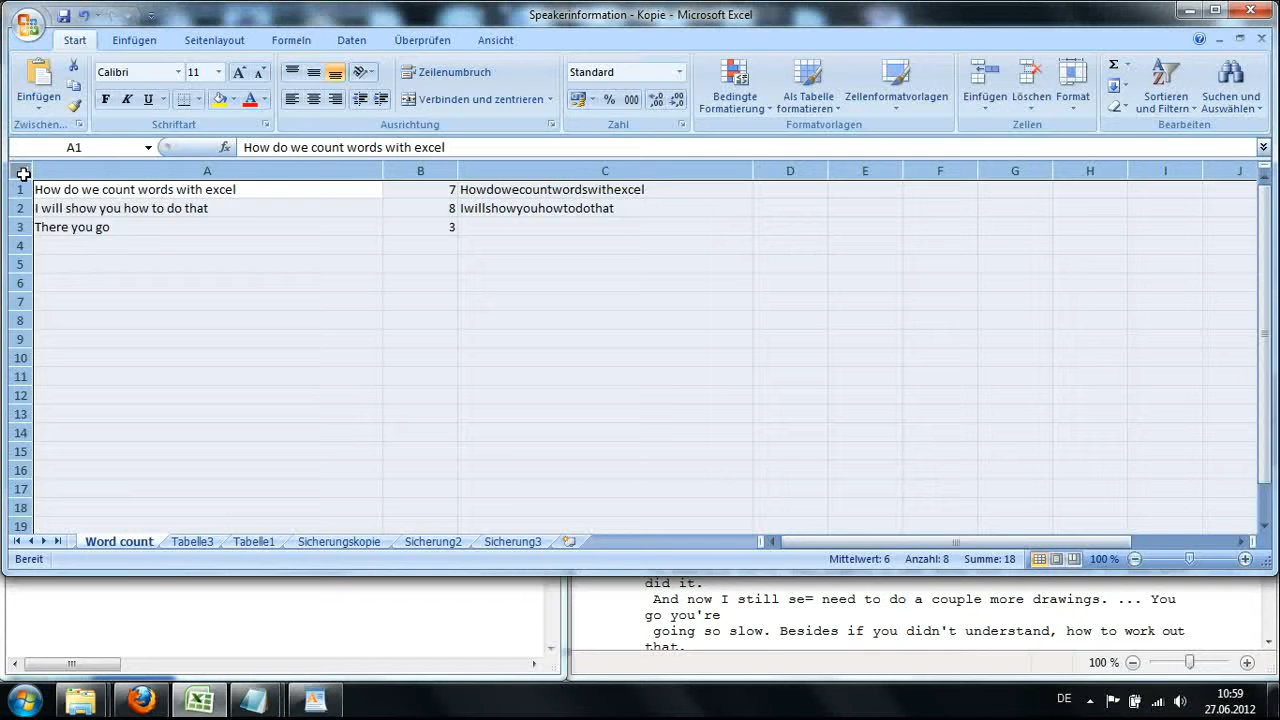 Speakerinformation - Kopie - Microsoft Excel
Start Einfügen Seitenlayout Formeln Daten Überprüfen Ansicht
Einfügen
Calibri 11
Zeilenumbruch
Standard
F K U
Verbinden und zentrieren
% 000
Bedingte Formatierung
Als Tabelle formatieren
Zellenformatvorlagen
Einfügen Löschen Format
Σ
Sortieren und Filtern
Suchen und Auswählen
Zwischen... Schriftart Ausrichtung Zahl Formatvorlagen Zellen Bearbeiten
A1 fx How do we count words with excel
A B C D E F G H I J
1 How do we count words with excel 7 Howdowecountwordswithexcel
2 I will show you how to do that 8 Iwillshowyouhowtodothat
3 There you go 3
4
5
6
7
8
9
10
11
12
13
14
15
16
17
18
19
Word count Tabelle3 Tabelle1 Sicherungskopie Sicherung2 Sicherung3
Bereit Mittelwert: 6 Anzahl: 8 Summe: 18 100 %
did it.
And now I still se= need to do a couple more drawings. ... You
go you're
going so slow. Besides if you didn't understand, how to work out
that.
100 %
DE
10:59
27.06.2012